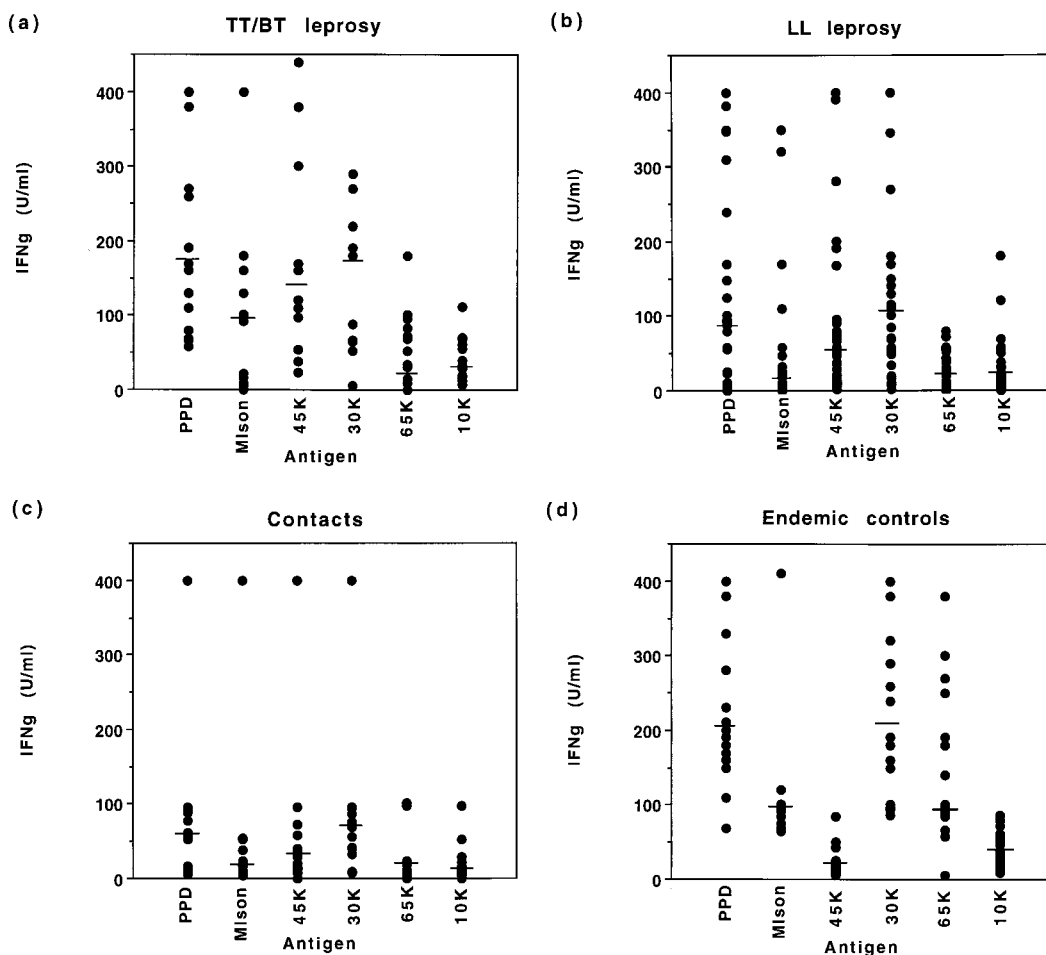 (a)
TT/BT leprosy
IFNg (U/ml)
400
300
200
100
0
PPD
Mlson
45K
30K
65K
10K
Antigen
(b)
LL leprosy
IFNg (U/ml)
400
300
200
100
0
PPD
Mlson
45K
30K
65K
10K
Antigen
(c)
Contacts
IFNg (U/ml)
400
300
200
100
0
PPD
Mlson
45K
30K
65K
10K
Antigen
(d)
Endemic controls
IFNg (U/ml)
400
300
200
100
0
PPD
Mlson
45K
30K
65K
10K
Antigen